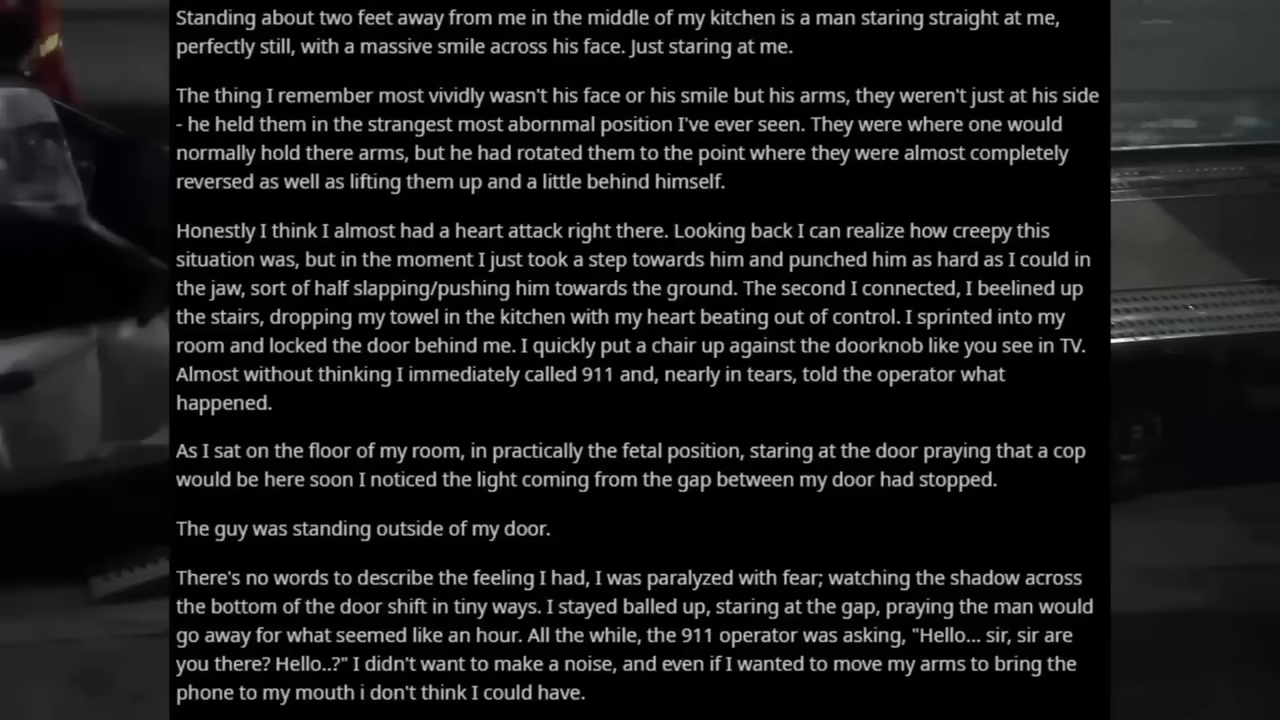 Standing about two feet away from me in the middle of my kitchen is a man staring straight at me,
perfectly still, with a massive smile across his face. Just staring at me.
The thing I remember most vividly wasn't his face or his smile but his arms, they weren't just at his side
- he held them in the strangest most abornmal position I've ever seen. They were where one would
normally hold there arms, but he had rotated them to the point where they were almost completely
reversed as well as lifting them up and a little behind himself.
Honestly I think I almost had a heart attack right there. Looking back I can realize how creepy this
situation was, but in the moment I just took a step towards him and punched him as hard as I could in
the jaw, sort of half slapping/pushing him towards the ground. The second I connected, I beelined up
the stairs, dropping my towel in the kitchen with my heart beating out of control. I sprinted into my
room and locked the door behind me. I quickly put a chair up against the doorknob like you see in TV.
Almost without thinking I immediately called 911 and, nearly in tears, told the operator what
happened.
As I sat on the floor of my room, in practically the fetal position, staring at the door praying that a cop
would be here soon I noticed the light coming from the gap between my door had stopped.
The guy was standing outside of my door.
There's no words to describe the feeling I had, I was paralyzed with fear; watching the shadow across
the bottom of the door shift in tiny ways. I stayed balled up, staring at the gap, praying the man would
go away for what seemed like an hour. All the while, the 911 operator was asking, "Hello... sir, sir are
you there? Hello..?" I didn't want to make a noise, and even if I wanted to move my arms to bring the
phone to my mouth i don't think I could have.